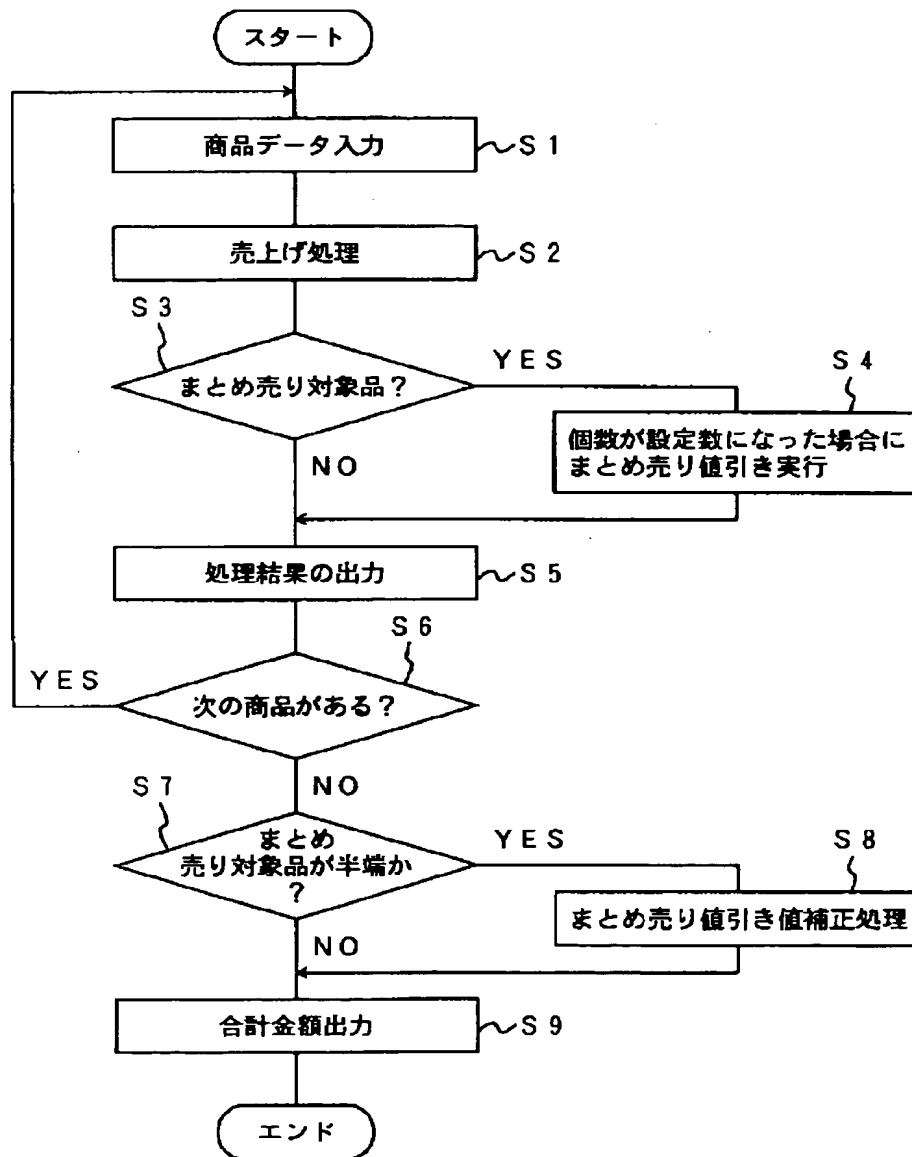 スタート
商品データ入力
S1
売上げ処理
S2
S3
まとめ売り対象品?
YES
S4
個数が設定数になった場合に
まとめ売り値引き実行
NO
処理結果の出力
S5
S6
次の商品がある?
YES
NO
S7
まとめ
売り対象品が半端か
?
YES
S8
まとめ売り値引き値補正処理
NO
合計金額出力
S9
エンド